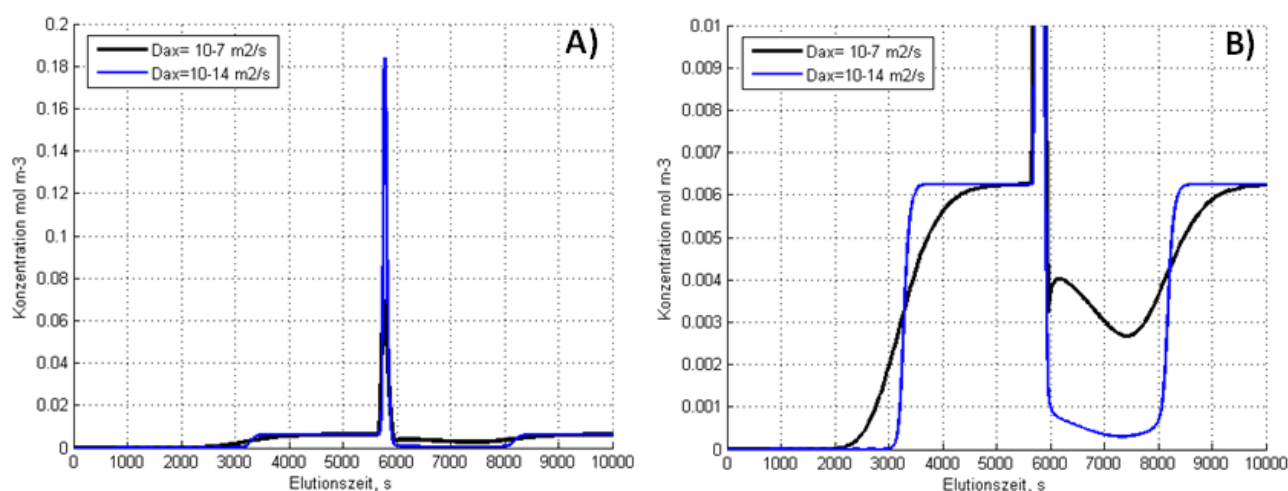 A)
Dax= 10-7 m2/s
Dax=10-14 m2/s
0.2
0.18
0.16
0.14
0.12
0.1
0.08
0.06
0.04
0.02
0
Konzentration mol m-3
0 1000 2000 3000 4000 5000 6000 7000 8000 9000 10000
Elutionszeit, s
B)
Dax= 10-7 m2/s
Dax=10-14 m2/s
0.01
0.009
0.008
0.007
0.006
0.005
0.004
0.003
0.002
0.001
0
Konzentration mol m-3
0 1000 2000 3000 4000 5000 6000 7000 8000 9000 10000
Elutionszeit, s